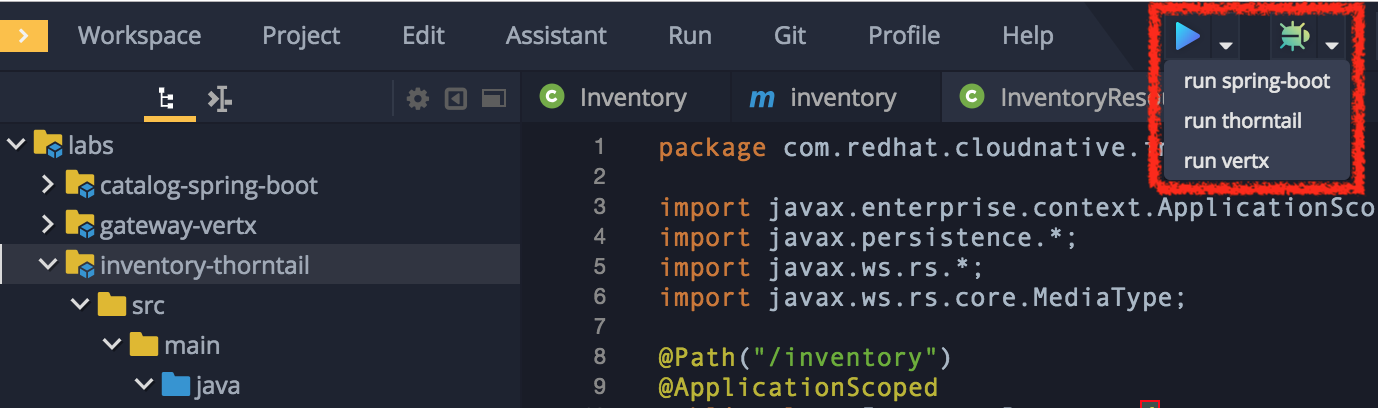 Workspace Project Edit Assistant Run Git Profile Help
run spring-boot
run thorntail
run vertx
Inventory
m inventory
InventoryReso
labs
catalog-spring-boot
gateway-vertx
inventory-thorntail
src
main
java
1 package com.redhat.cloudnative.
2
3 import javax.enterprise.context.ApplicationSco
4 import javax.persistence.*;
5 import javax.ws.rs.*;
6 import javax.ws.rs.core.MediaType;
7
8 @Path("/inventory")
9 @ApplicationScoped